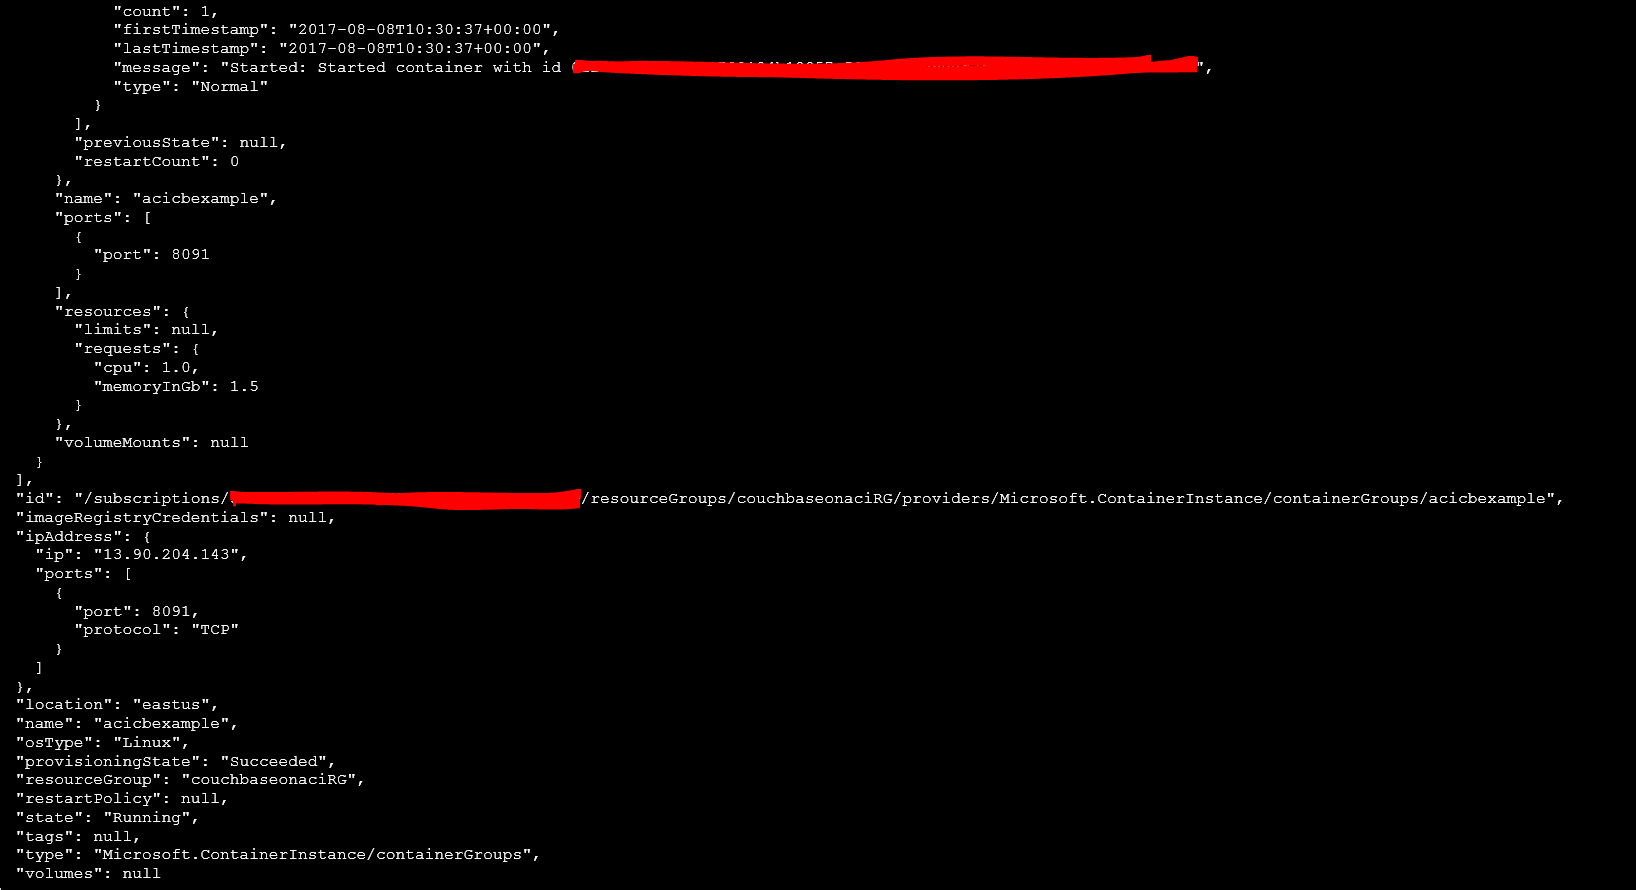 "count": 1,
"firstTimestamp": "2017-08-08T10:30:37+00:00",
"lastTimestamp": "2017-08-08T10:30:37+00:00",
"message": "Started: Started container with id ",
"type": "Normal"
}
],
"previousState": null,
"restartCount": 0
},
"name": "acicbexample",
"ports": [
{
"port": 8091
}
],
"resources": {
"limits": null,
"requests": {
"cpu": 1.0,
"memoryInGb": 1.5
}
},
"volumeMounts": null
}
],
"id": "/subscriptions/ /resourceGroups/couchbaseonaciRG/providers/Microsoft.ContainerInstance/containerGroups/acicbexample",
"imageRegistryCredentials": null,
"ipAddress": {
"ip": "13.90.204.143",
"ports": [
{
"port": 8091,
"protocol": "TCP"
}
]
},
"location": "eastus",
"name": "acicbexample",
"osType": "Linux",
"provisioningState": "Succeeded",
"resourceGroup": "couchbaseonaciRG",
"restartPolicy": null,
"state": "Running",
"tags": null,
"type": "Microsoft.ContainerInstance/containerGroups",
"volumes": null